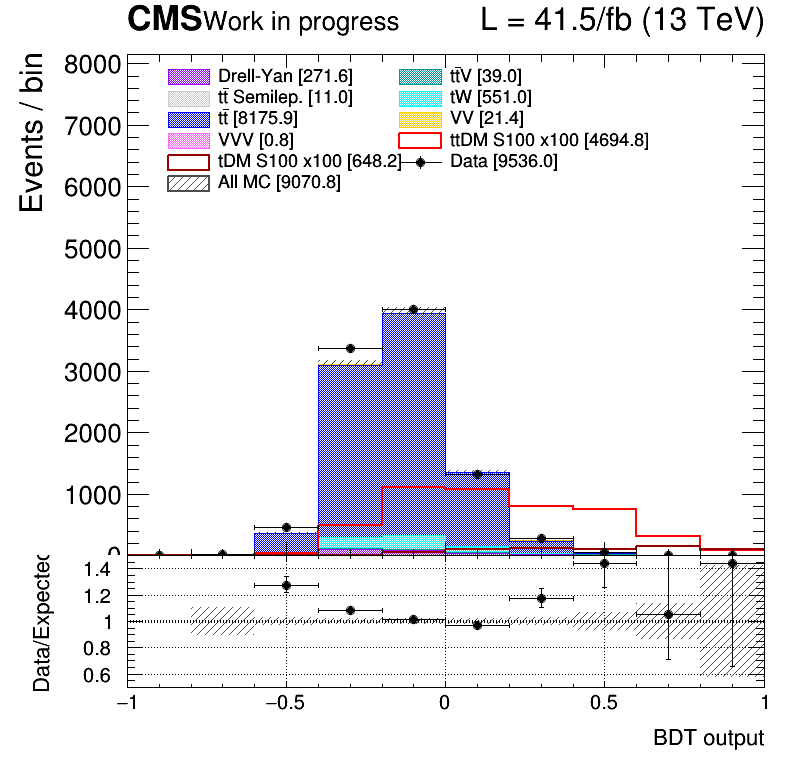 CMS Work in progress L = 41.5/fb (13 TeV)
Events / bin
8000
7000
6000
5000
4000
3000
2000
1000
0
Drell-Yan [271.6] tt̄V [39.0]
tt̄ Semilep. [11.0] tW [551.0]
tt̄ [8175.9] VV [21.4]
VVV [0.8] ttDM S100 x100 [4694.8]
tDM S100 x100 [648.2] Data [9536.0]
All MC [9070.8]
Data/Expected
1.4
1.2
1
0.8
0.6
−1 −0.5 0 0.5 1
BDT output